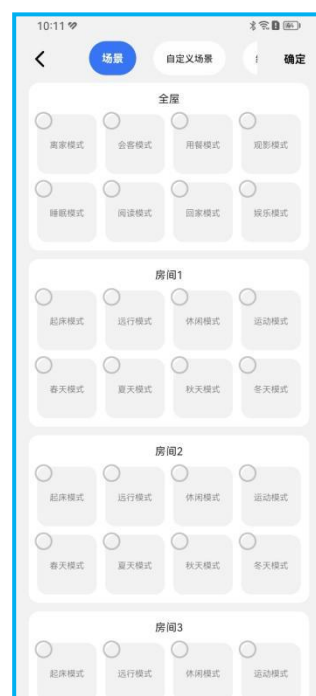 10:11
场景 自定义场景 确定
全屋
离家模式 会客模式 用餐模式 观影模式
睡眠模式 阅读模式 回家模式 娱乐模式
房间1
起床模式 远行模式 休闲模式 运动模式
春天模式 夏天模式 秋天模式 冬天模式
房间2
起床模式 远行模式 休闲模式 运动模式
春天模式 夏天模式 秋天模式 冬天模式
房间3
起床模式 远行模式 休闲模式 运动模式